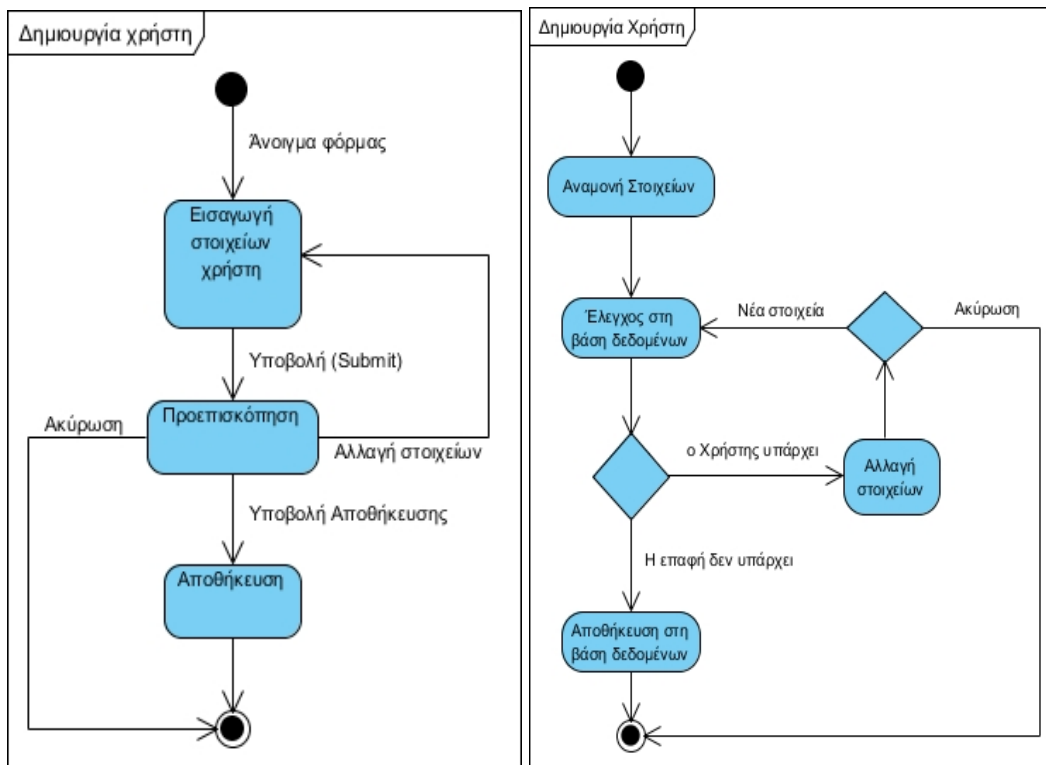 Δημιουργία χρήστη
Άνοιγμα φόρμας
Εισαγωγή
στοιχείων
χρήστη
Υποβολή (Submit)
Προεπισκόπηση
Ακύρωση
Αλλαγή στοιχείων
Υποβολή Αποθήκευσης
Αποθήκευση
Δημιουργία Χρήστη
Αναμονή Στοιχείων
Έλεγχος στη
βάση δεδομένων
Νέα στοιχεία
Ακύρωση
ο Χρήστης υπάρχει
Αλλαγή
στοιχείων
Η επαφή δεν υπάρχει
Αποθήκευση στη
βάση δεδομένων